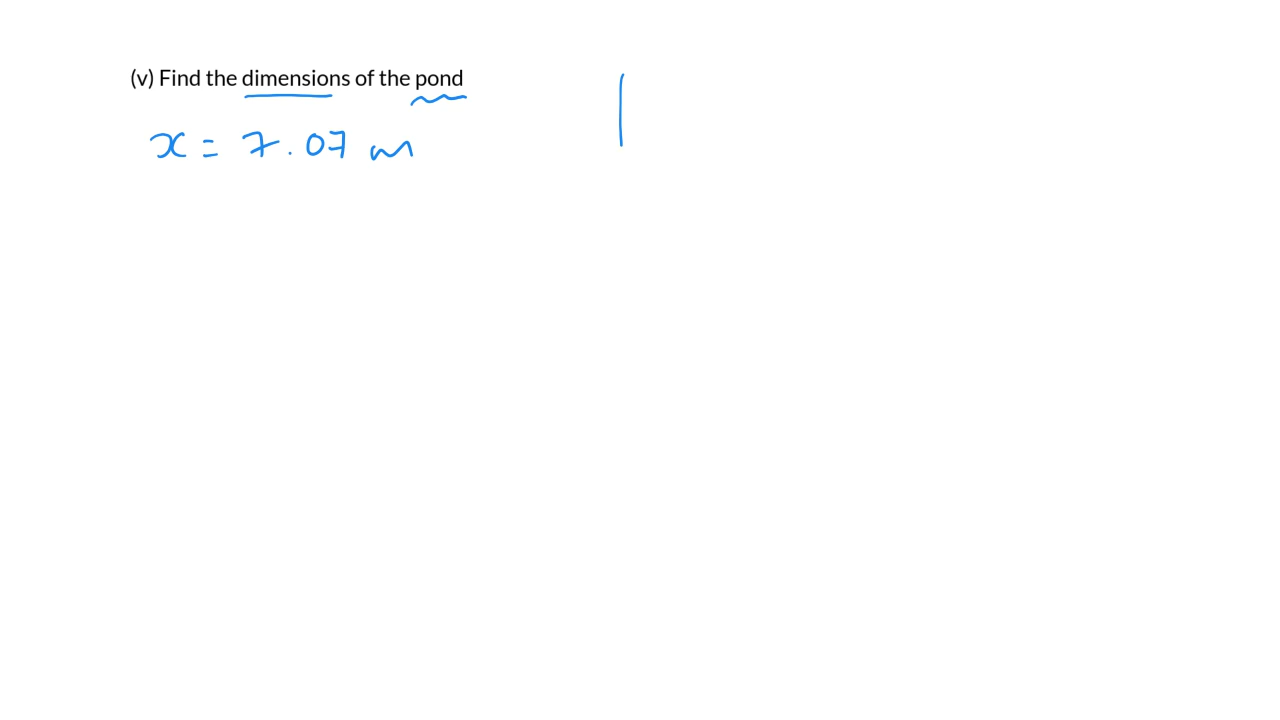 (v) Find the dimensions of the pond
x = 7.07 m